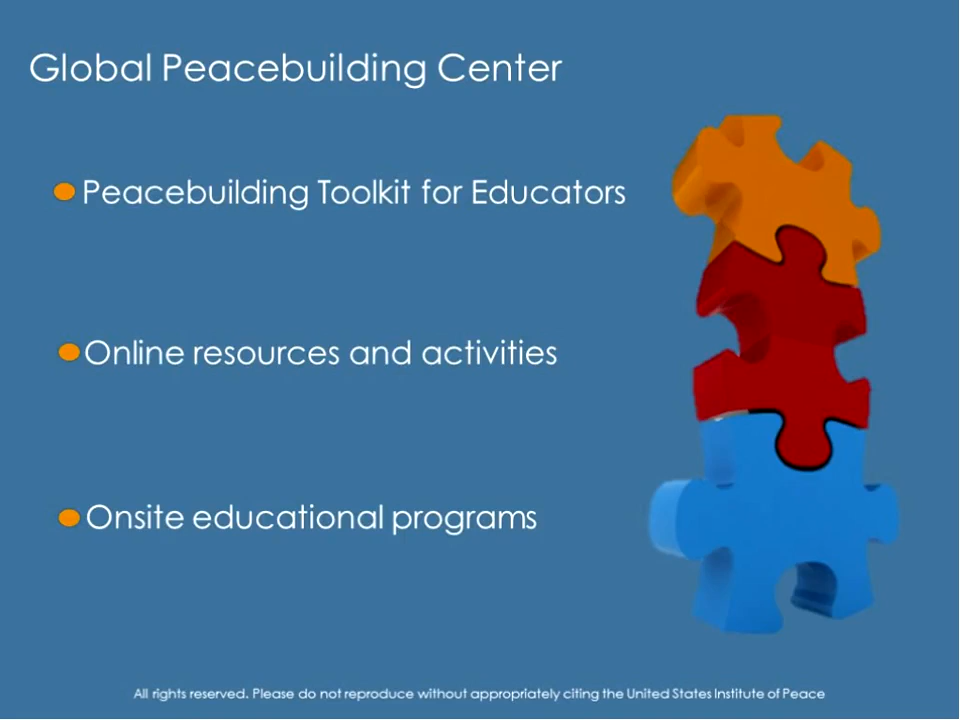 Global Peacebuilding Center
Peacebuilding Toolkit for Educators
Online resources and activities
Onsite educational programs
All rights reserved. Please do not reproduce without appropriately citing the United States Institute of Peace